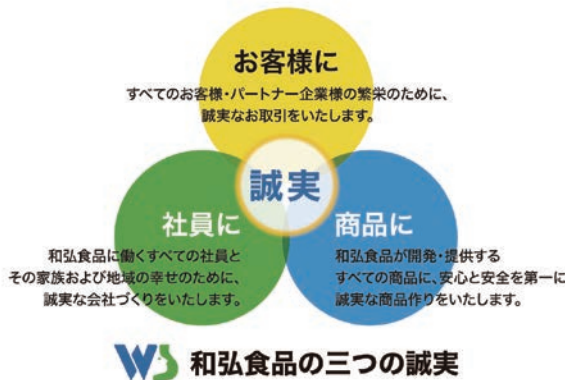 お客様に
すべてのお客様・パートナー企業様の繁栄のために、
誠実なお取引をいたします。
誠実
社員に
和弘食品に働くすべての社員と
その家族および地域の幸せのために、
誠実な会社づくりをいたします。
商品に
和弘食品が開発・提供する
すべての商品に、安心と安全を第一に
誠実な商品作りをいたします。
和弘食品の三つの誠実